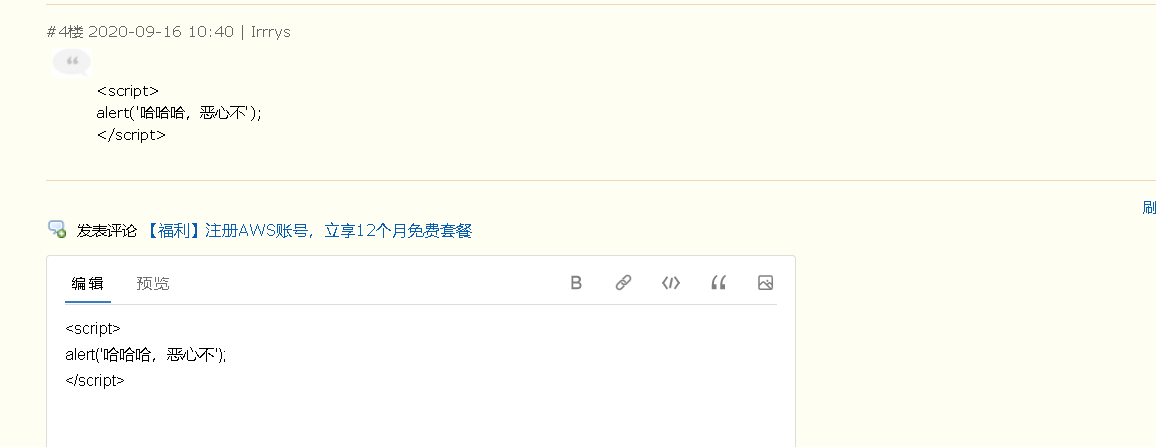 #4楼 2020-09-16 10:40 | Irrrys
<script>
alert('哈哈哈，恶心不');
</script>
刷
发表评论 【福利】注册AWS账号，立享12个月免费套餐
编辑 预览 B
<script>
alert('哈哈哈，恶心不');
</script>